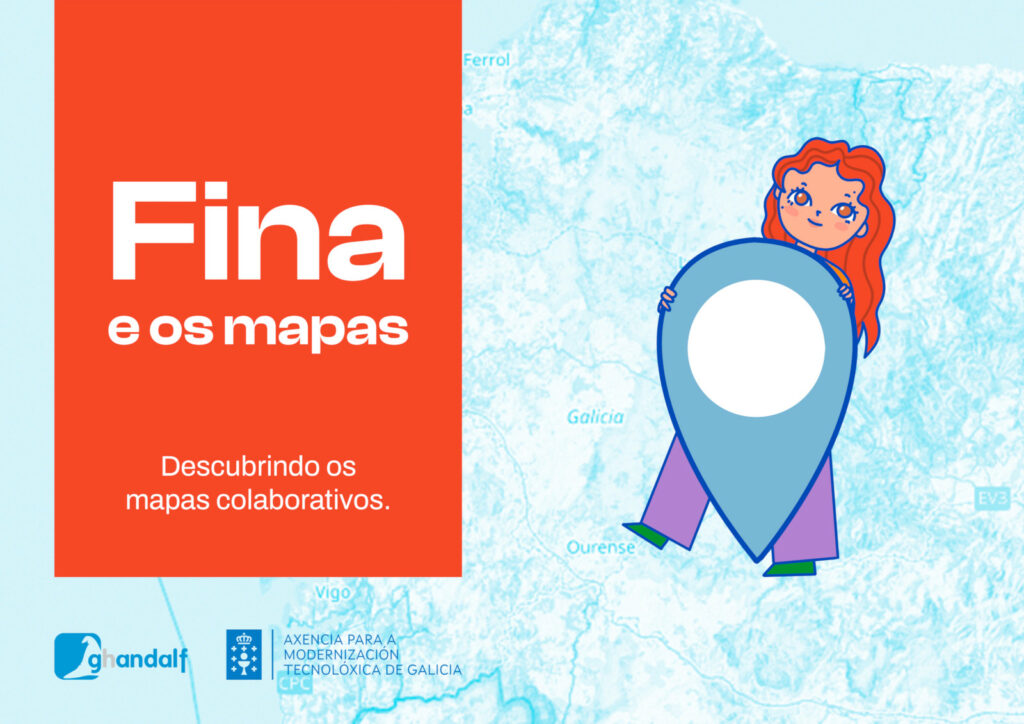 Fina
e os mapas
Descubrindo os
mapas colaborativos.
Ferrol
Galicia
EV3
Ourense
Vigo
ghandalf
AXENCIA PARA A
MODERNIZACIÓN
TECNOLÓXICA DE GALICIA
CPC